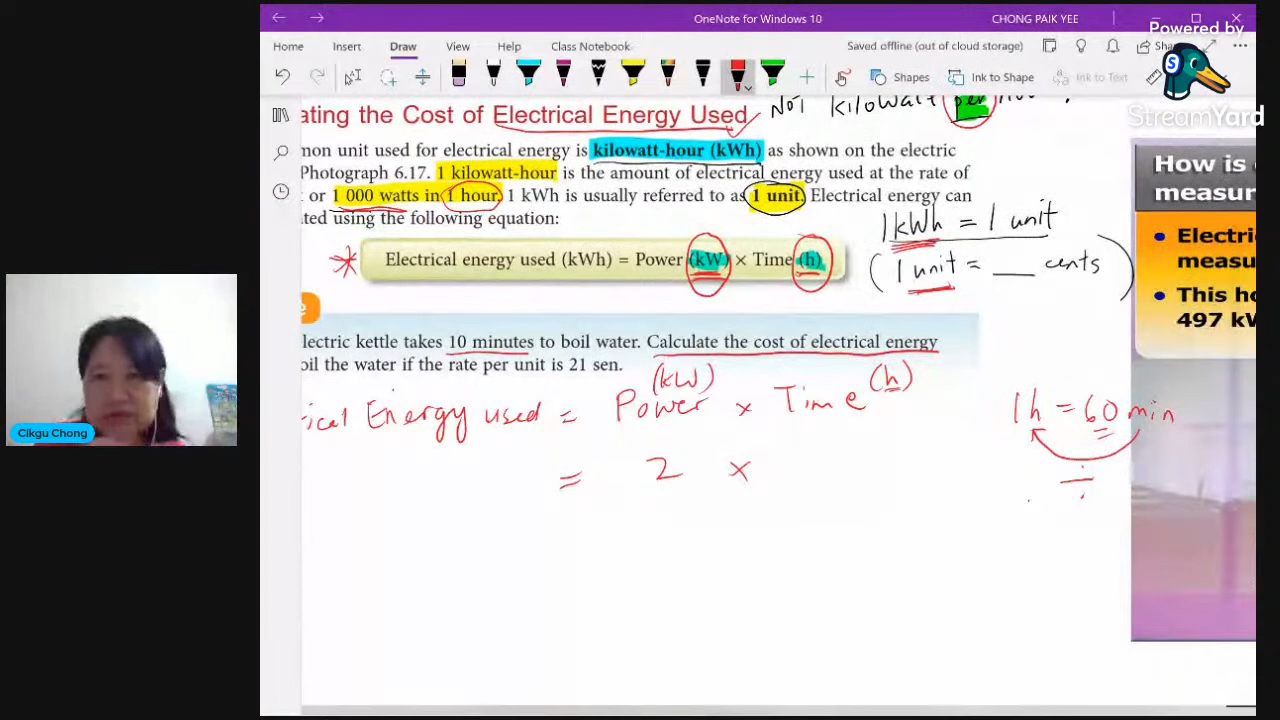 OneNote for Windows 10
CHONG PAIK YEE
Powered by
StreamYard
Home Insert Draw View Help Class Notebook
Saved offline (out of cloud storage)
Share
Shapes
Ink to Shape
Ink to Text
ating the Cost of Electrical Energy Used
Not kilowatt per
mon unit used for electrical energy is kilowatt-hour (kWh) as shown on the electric
Photograph 6.17. 1 kilowatt-hour is the amount of electrical energy used at the rate of
or 1 000 watts in 1 hour. 1 kWh is usually referred to as 1 unit. Electrical energy can
ted using the following equation:
1 kWh = 1 unit
Electrical energy used (kWh) = Power (kW) × Time (h)
(1 unit = ___ cents)
e
lectric kettle takes 10 minutes to boil water. Calculate the cost of electrical energy
oil the water if the rate per unit is 21 sen.
(kW) (h)
ical Energy used = Power × Time
1h = 60 min
= 2 ×
÷
How is
measur
Electri
measu
This ho
497 kW
Cikgu Chong